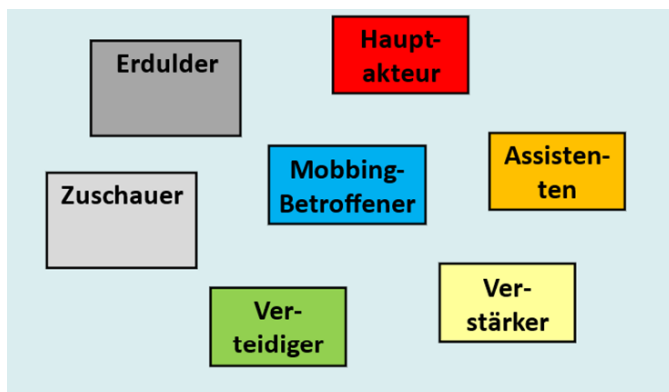 Haupt-
akteur
Erdulder
Mobbing-
Betroffener
Assisten-
ten
Zuschauer
Ver-
teidiger
Ver-
stärker